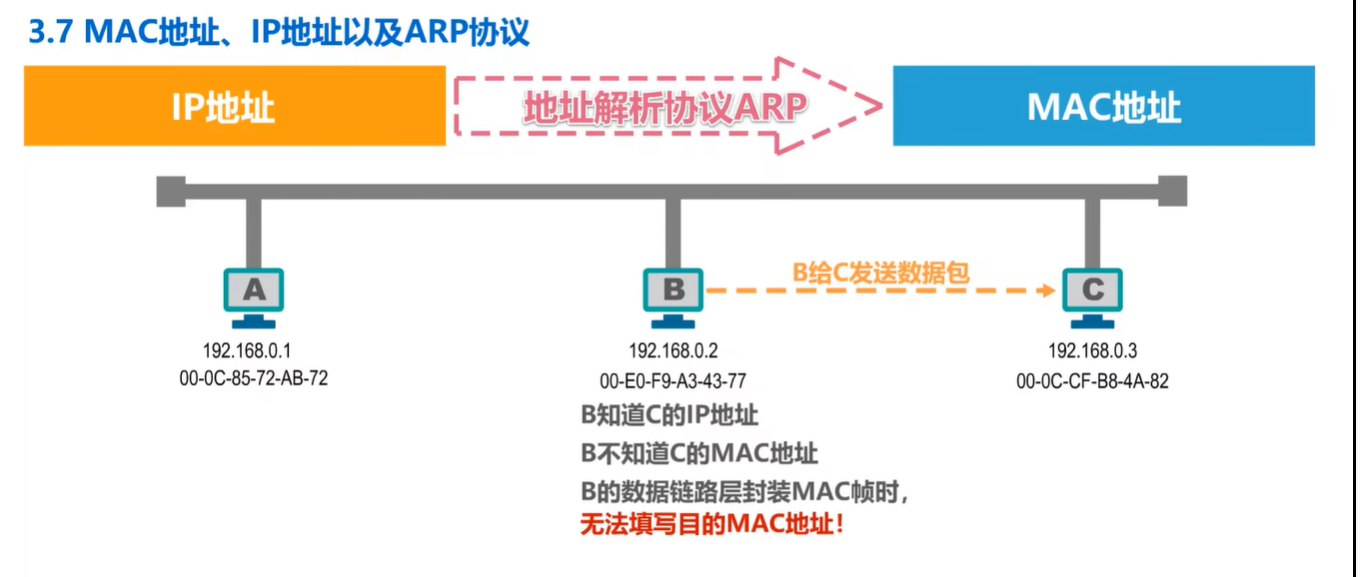 3.7 MAC地址、IP地址以及ARP协议
IP地址
地址解析协议ARP
MAC地址
B给C发送数据包
A
B
C
192.168.0.1
00-0C-85-72-AB-72
192.168.0.2
00-E0-F9-A3-43-77
192.168.0.3
00-0C-CF-B8-4A-82
B知道C的IP地址
B不知道C的MAC地址
B的数据链路层封装MAC帧时，
无法填写目的MAC地址！